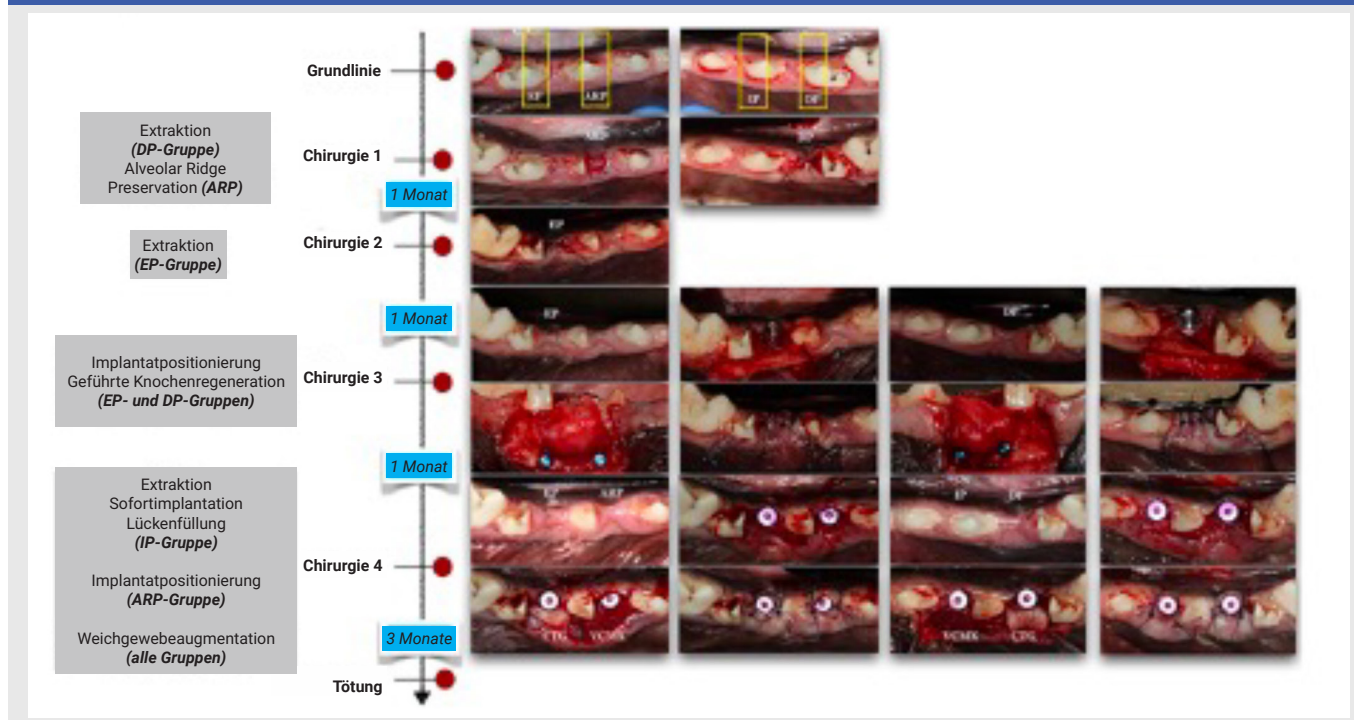 Grundlinie
Extraktion
(DP-Gruppe)
Alveolar Ridge
Preservation (ARP)
Chirurgie 1
1 Monat
Extraktion
(EP-Gruppe)
Chirurgie 2
1 Monat
Implantatpositionierung
Geführte Knochenregeneration
(EP- und DP-Gruppen)
Chirurgie 3
1 Monat
Extraktion
Sofortimplantation
Lückenfüllung
(IP-Gruppe)
Implantatpositionierung
(ARP-Gruppe)
Weichgewebeaugmentation
(alle Gruppen)
Chirurgie 4
3 Monate
Tötung
EP ARP
IP DP
EP
EP
DP
EP ARP
IP DP
CTG VCMX
VCMX CTG